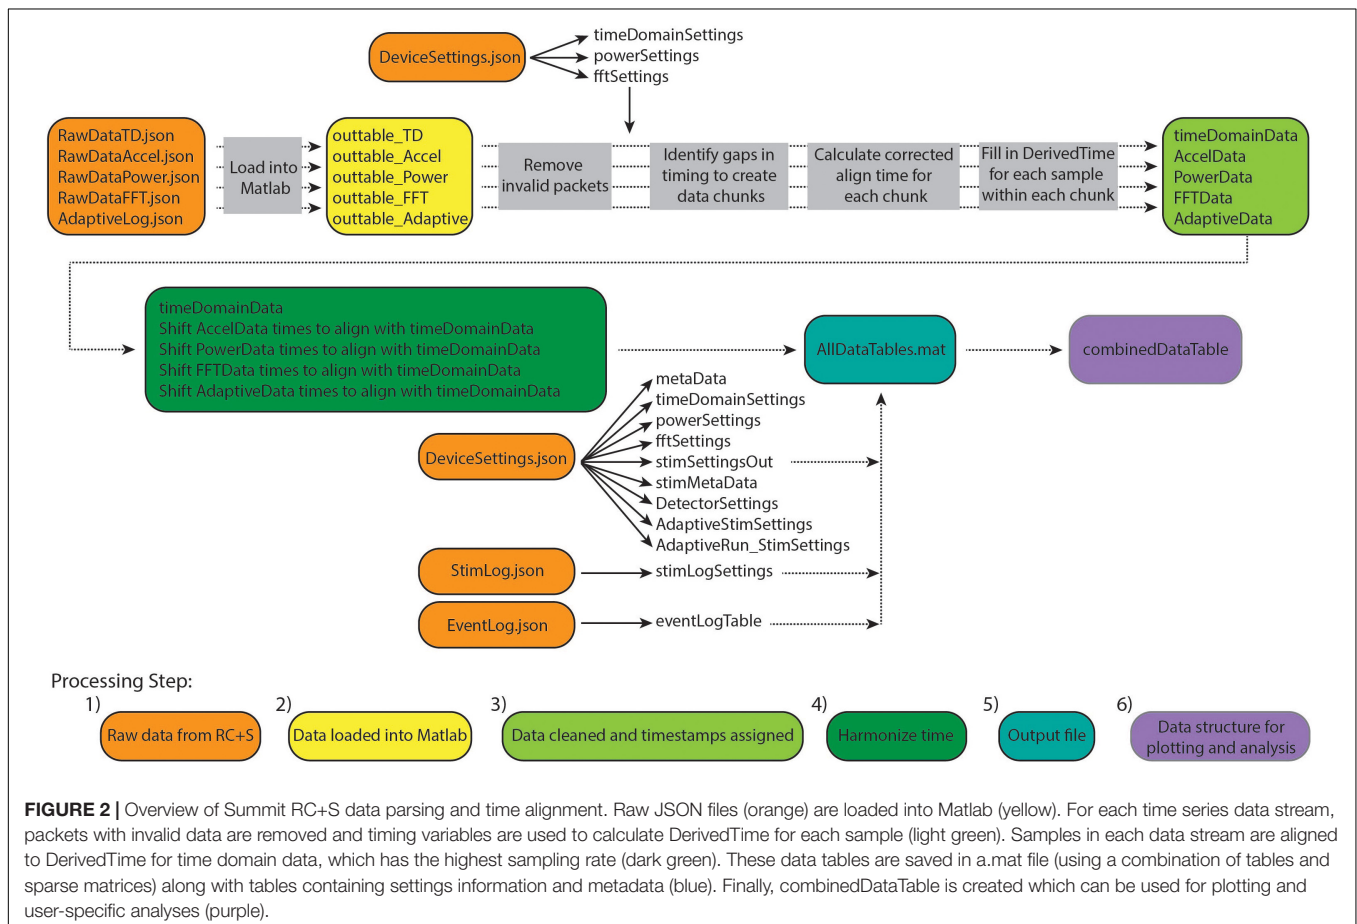 DeviceSettings.json
timeDomainSettings
powerSettings
fftSettings
RawDataTD.json
RawDataAccel.json
RawDataPower.json
RawDataFFT.json
AdaptiveLog.json
Load into
Matlab
outtable_TD
outtable_Accel
outtable_Power
outtable_FFT
outtable_Adaptive
Remove
invalid packets
Identify gaps in
timing to create
data chunks
Calculate corrected
align time for
each chunk
Fill in DerivedTime
for each sample
within each chunk
timeDomainData
AccelData
PowerData
FFTData
AdaptiveData
timeDomainData
Shift AccelData times to align with timeDomainData
Shift PowerData times to align with timeDomainData
Shift FFTData times to align with timeDomainData
Shift AdaptiveData times to align with timeDomainData
AllDataTables.mat
combinedDataTable
DeviceSettings.json
metaData
timeDomainSettings
powerSettings
fftSettings
stimSettingsOut
stimMetaData
DetectorSettings
AdaptiveStimSettings
AdaptiveRun_StimSettings
StimLog.json
stimLogSettings
EventLog.json
eventLogTable
Processing Step:
1)
Raw data from RC+S
2)
Data loaded into Matlab
3)
Data cleaned and timestamps assigned
4)
Harmonize time
5)
Output file
6)
Data structure for
plotting and analysis
FIGURE 2 | Overview of Summit RC+S data parsing and time alignment. Raw JSON files (orange) are loaded into Matlab (yellow). For each time series data stream,
packets with invalid data are removed and timing variables are used to calculate DerivedTime for each sample (light green). Samples in each data stream are aligned
to DerivedTime for time domain data, which has the highest sampling rate (dark green). These data tables are saved in a.mat file (using a combination of tables and
sparse matrices) along with tables containing settings information and metadata (blue). Finally, combinedDataTable is created which can be used for plotting and
user-specific analyses (purple).